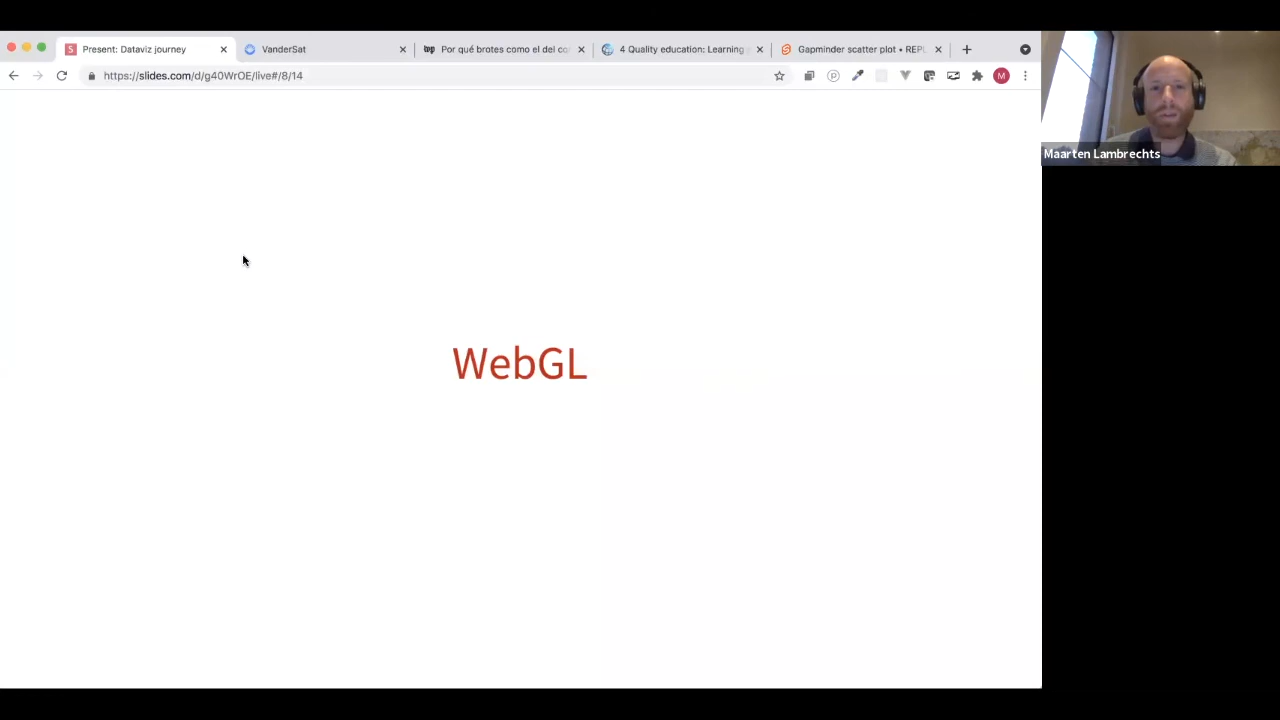 Present: Dataviz journey
VanderSat
Por qué brotes como el del co
4 Quality education: Learning
Gapminder scatter plot • REPL
https://slides.com/d/g40WrOE/live#/8/14
M
Maarten Lambrechts
WebGL